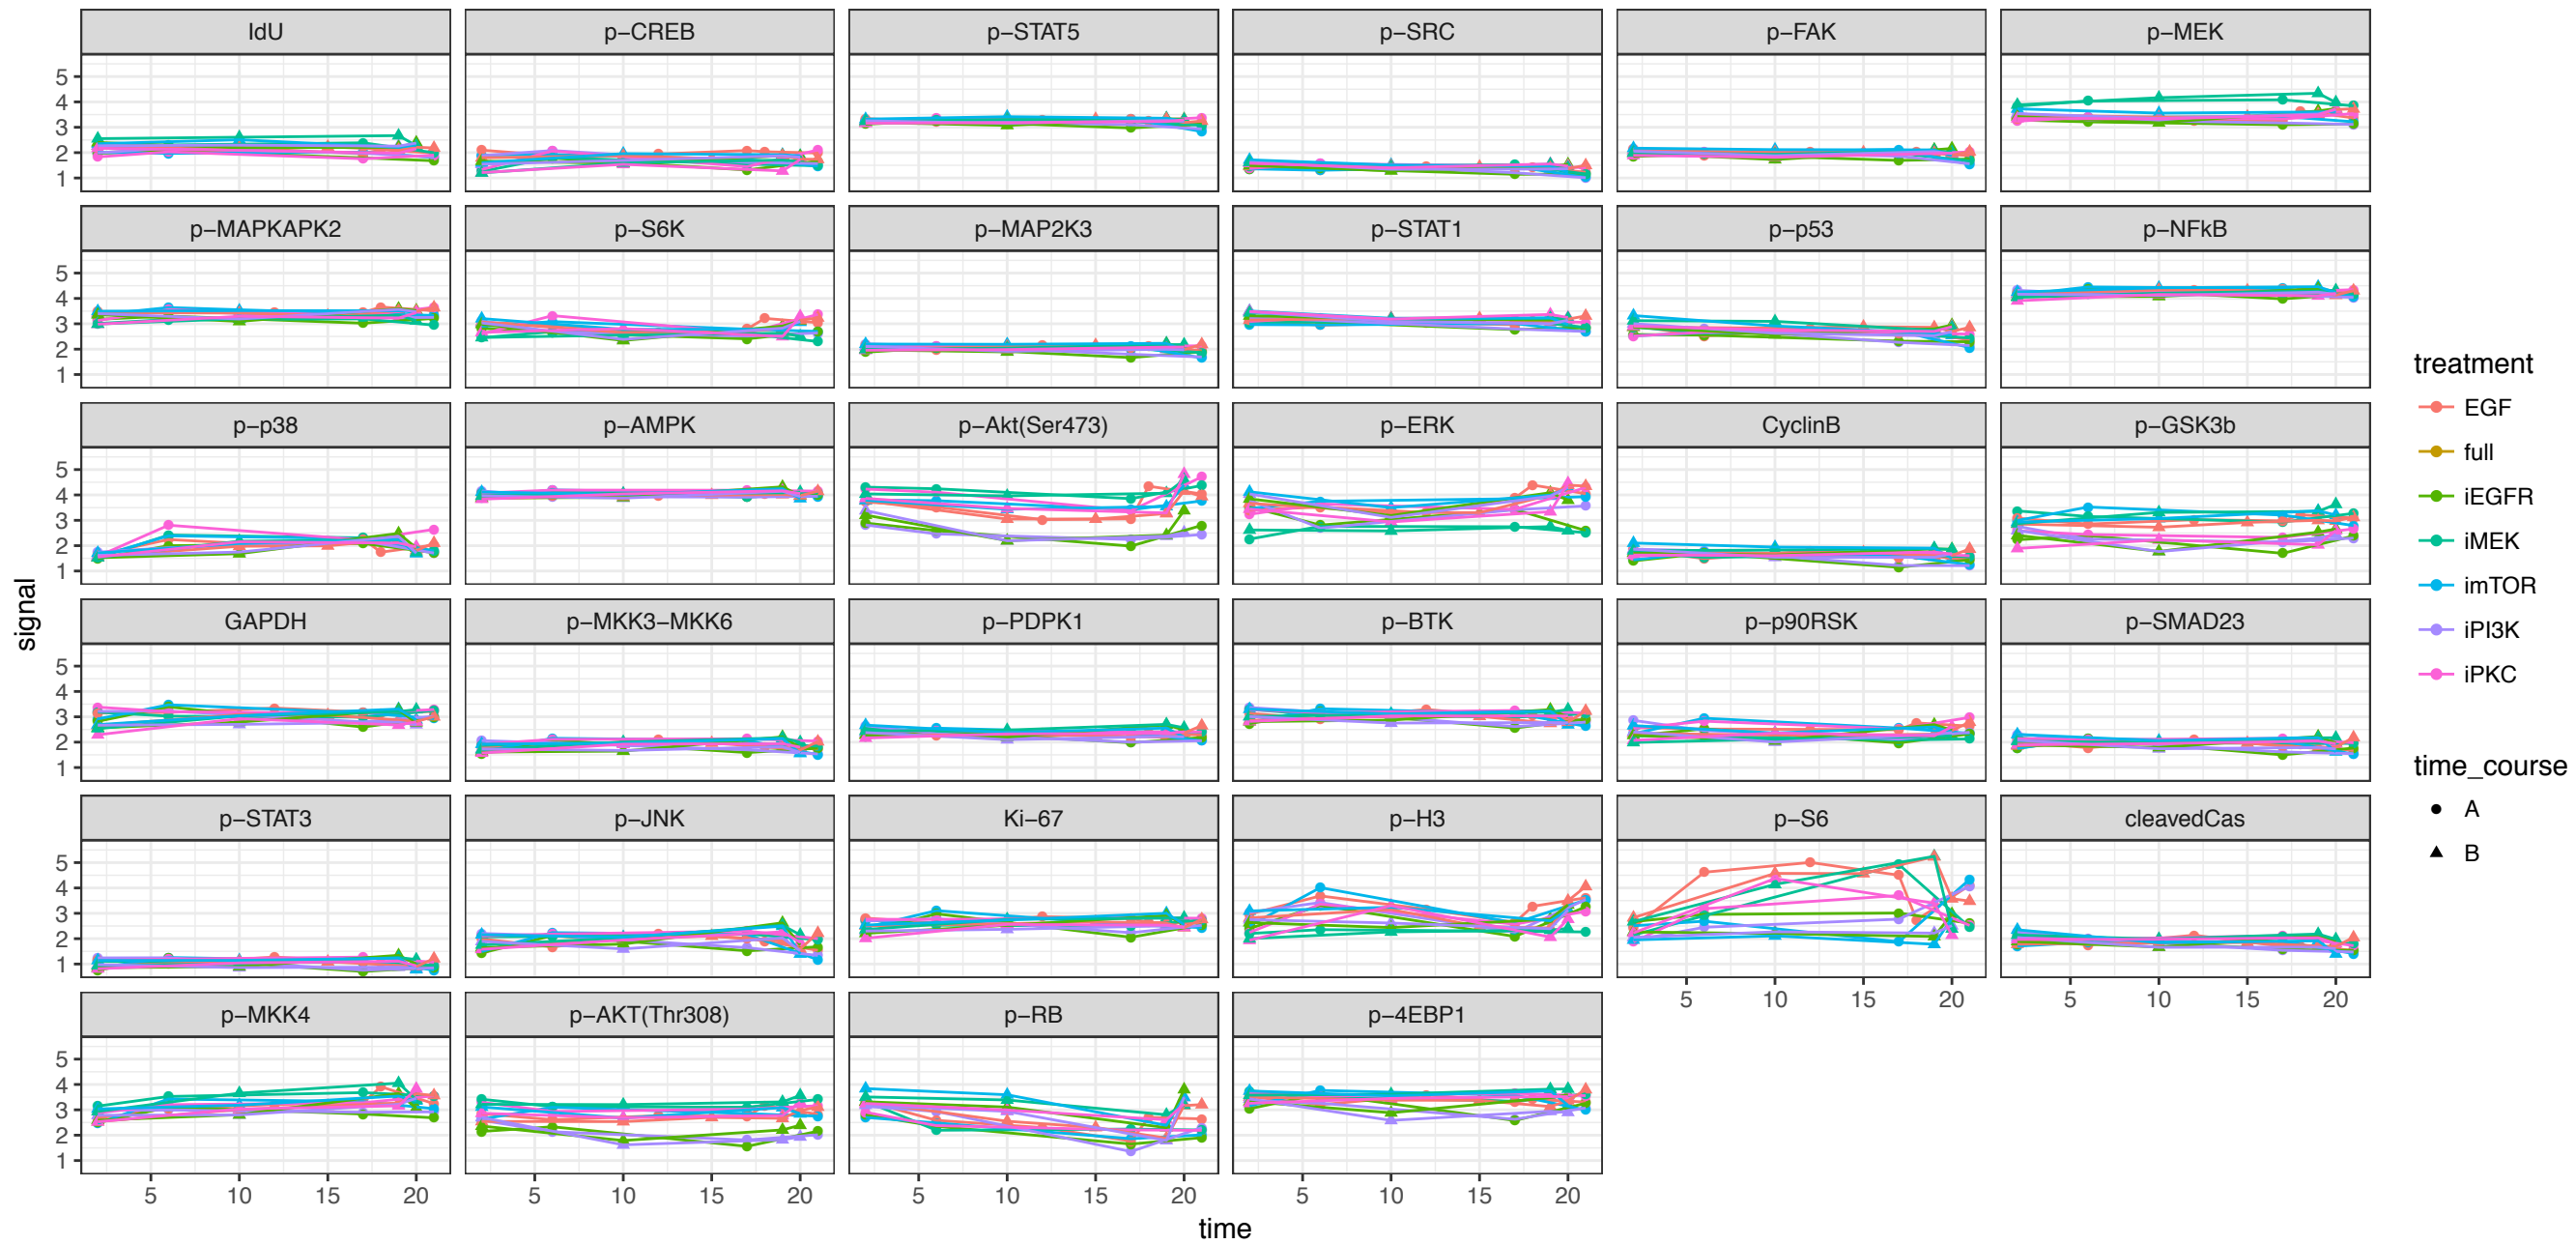 IdU p−CREB p−STAT5 p−SRC p−FAK p−MEK
5
4
3
2
1
p−MAPKAPK2 p−S6K p−MAP2K3 p−STAT1 p−p53 p−NFkB
5
4
3
2
1
p−p38 p−AMPK p−Akt(Ser473) p−ERK CyclinB p−GSK3b
5
4
3
2
1
GAPDH p−MKK3−MKK6 p−PDPK1 p−BTK p−p90RSK p−SMAD23
5
4
3
2
1
p−STAT3 p−JNK Ki−67 p−H3 p−S6 cleavedCas
5
4
3
2
1
5 10 15 20 5 10 15 20
p−MKK4 p−AKT(Thr308) p−RB p−4EBP1
5
4
3
2
1
5 10 15 20 5 10 15 20 5 10 15 20 5 10 15 20
time
signal
treatment
EGF
full
iEGFR
iMEK
imTOR
iPI3K
iPKC
time_course
A
B